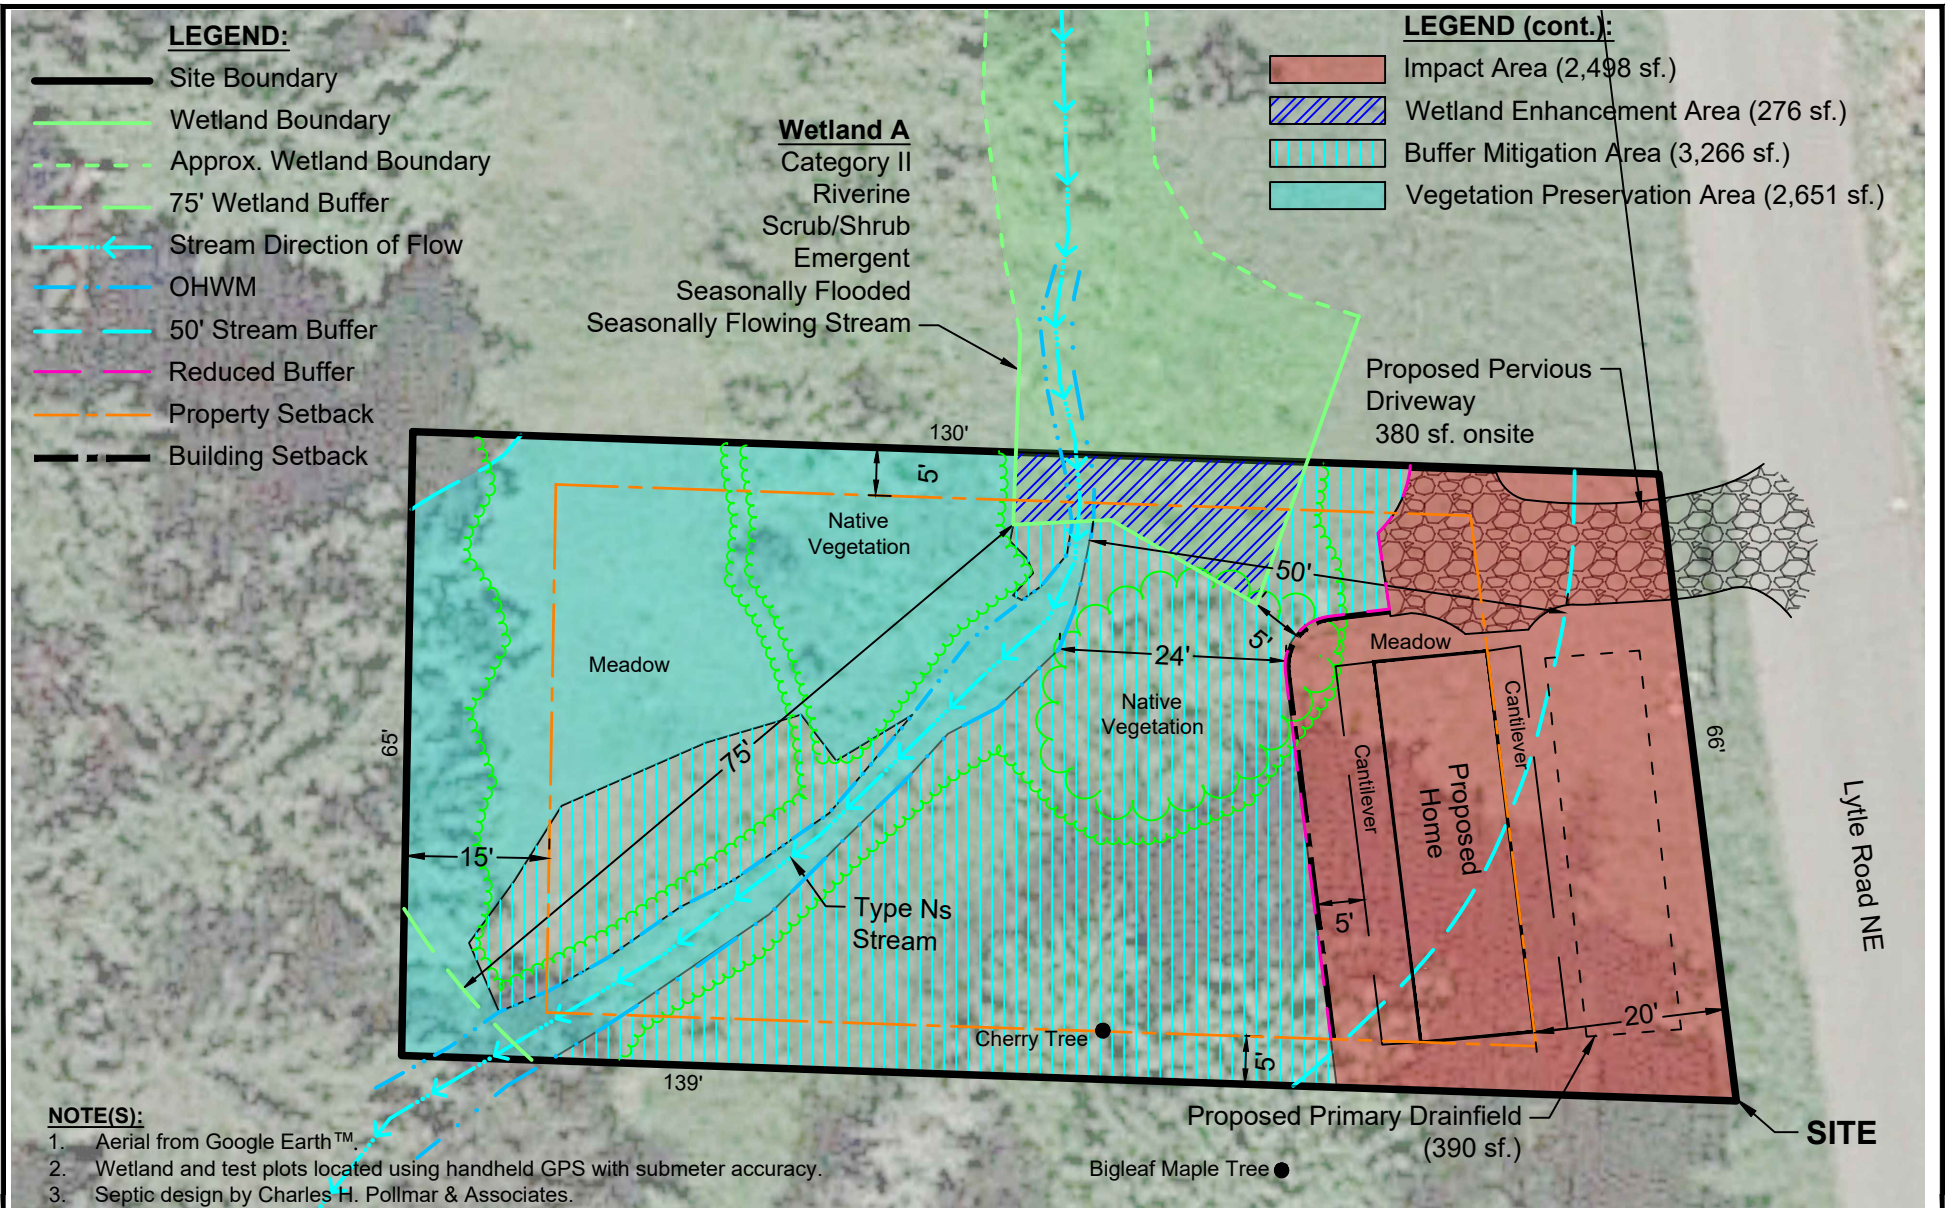 LEGEND:
Site Boundary
Wetland Boundary
Approx. Wetland Boundary
75' Wetland Buffer
Stream Direction of Flow
OHWM
50' Stream Buffer
Reduced Buffer
Property Setback
Building Setback
LEGEND (cont.):
Impact Area (2,498 sf.)
Wetland Enhancement Area (276 sf.)
Buffer Mitigation Area (3,266 sf.)
Vegetation Preservation Area (2,651 sf.)
Wetland A
Category II
Riverine
Scrub/Shrub
Emergent
Seasonally Flooded
Seasonally Flowing Stream
Proposed Pervious
Driveway
380 sf. onsite
130'
5'
Native
Vegetation
50'
5'
Meadow
Meadow
24'
Native
Vegetation
Cantilever
Cantilever
Proposed
Home
65'
75'
66'
15'
Type Ns
Stream
5'
Lytle Road NE
20'
Cherry Tree
5'
139'
Proposed Primary Drainfield
(390 sf.)
SITE
Bigleaf Maple Tree
NOTE(S):
1. Aerial from Google Earth™.
2. Wetland and test plots located using handheld GPS with submeter accuracy.
3. Septic design by Charles H. Pollmar & Associates.